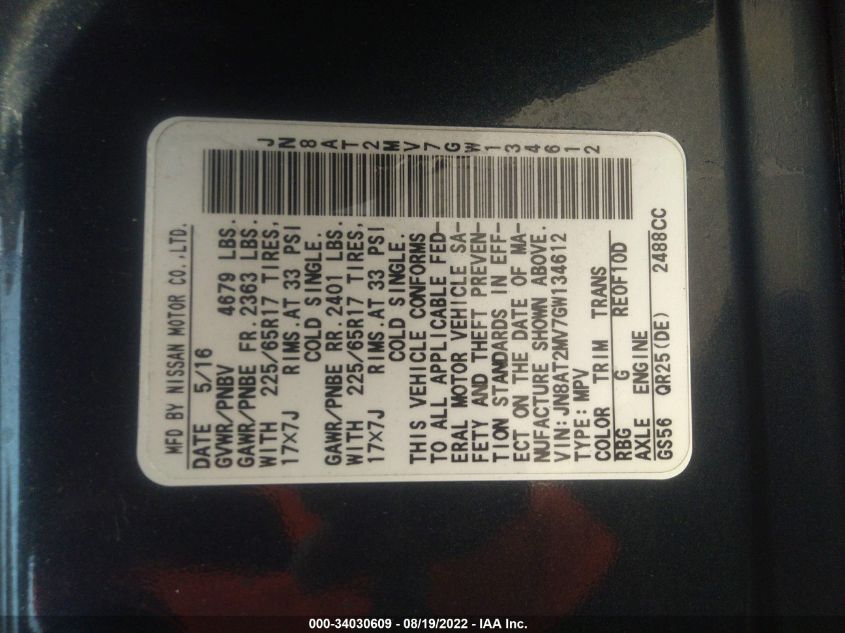 MFD BY NISSAN MOTOR CO.,LTD.
DATE 5/16
GVWR/PNBV 4679 LBS.
GAWR/PNBE FR.2363 LBS.
WITH 225/65R17 TIRES,
17X7J RIMS.AT 33 PSI
COLD SINGLE.
GAWR/PNBE RR.2401 LBS.
WITH 225/65R17 TIRES,
17X7J RIMS.AT 33 PSI
COLD SINGLE.
THIS VEHICLE CONFORMS
TO ALL APPLICABLE FED-
ERAL MOTOR VEHICLE SA-
FETY AND THEFT PREVEN-
TION STANDARDS IN EFF-
ECT ON THE DATE OF MA-
NUFACTURE SHOWN ABOVE.
VIN:JN8AT2MV7GW134612
TYPE:MPV
COLOR TRIM TRANS
RBG G REOF10D
AXLE ENGINE
GS56 QR25(DE) 2488CC
JN8AT2MV7GW134612
000-34030609 - 08/19/2022 - IAA Inc.